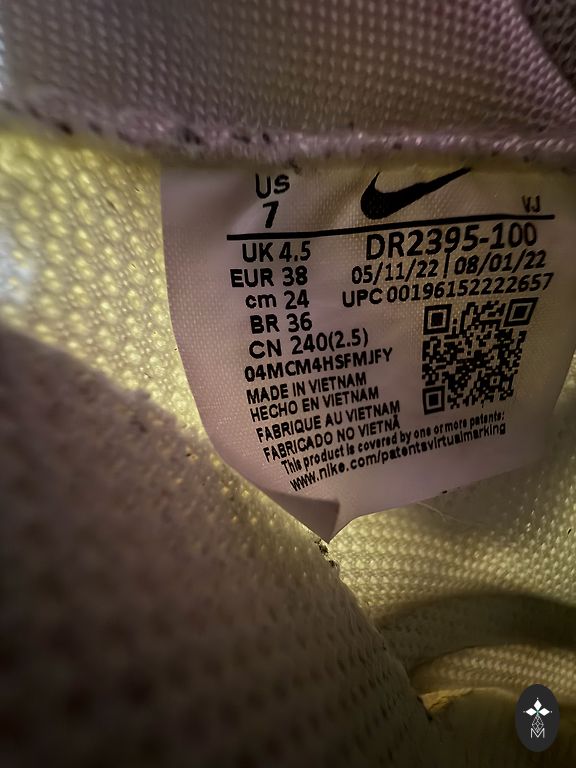 US
7
VJ
UK 4.5
EUR 38
cm 24
BR 36
CN 240(2.5)
DR2395-100
05/11/22 | 08/01/22
UPC 00196152222657
04MCM4HSFMJFY
MADE IN VIETNAM
HECHO EN VIETNAM
FABRIQUE AU VIETNAM
FABRICADO NO VIETNÃ
This product is covered by one or more patents:
www.nike.com/patentsvirtualmarking
M